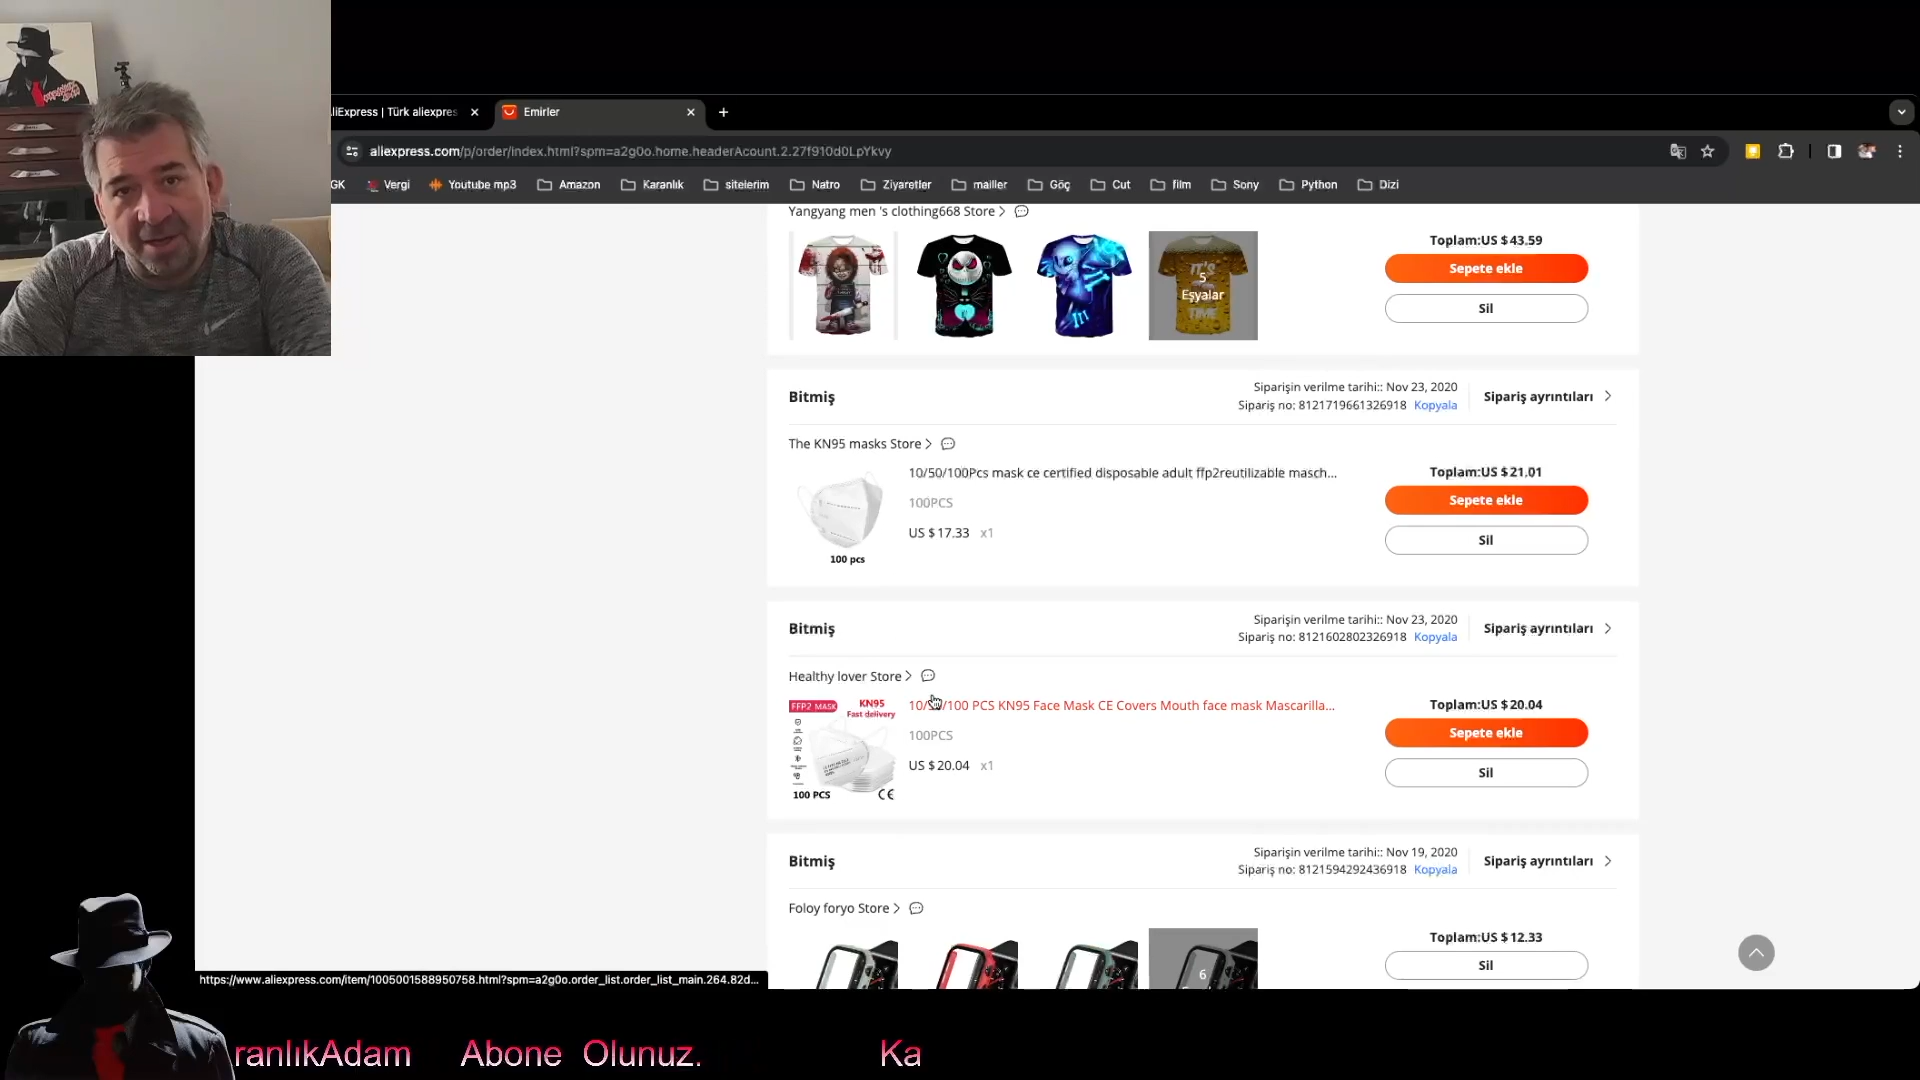 liExpress | Türk aliexpres
Emirler
aliexpress.com/p/order/index.html?spm=a2g0o.home.headerAcount.2.27f910d0LpYkvy
GK Vergi Youtube mp3 Amazon Karanlık sitelerim Natro Ziyaretler mailler Göç Cut film Sony Python Dizi
Yangyang men 's clothing668 Store
Toplam:US $43.59
Sepete ekle
Sil
IT'S
TIME
5
Eşyalar
Bitmiş
Siparişin verilme tarihi:: Nov 23, 2020
Sipariş no: 8121719661326918 Kopyala
Sipariş ayrıntıları
The KN95 masks Store
10/50/100Pcs mask ce certified disposable adult ffp2reutilizable masch...
100PCS
US $17.33 x1
100 pcs
Toplam:US $21.01
Sepete ekle
Sil
Bitmiş
Siparişin verilme tarihi:: Nov 23, 2020
Sipariş no: 8121602802326918 Kopyala
Sipariş ayrıntıları
Healthy lover Store
FFP2 MASK
KN95
Fast delivery
100 PCS
CE
10/ /100 PCS KN95 Face Mask CE Covers Mouth face mask Mascarilla...
100PCS
US $20.04 x1
Toplam:US $20.04
Sepete ekle
Sil
Bitmiş
Siparişin verilme tarihi:: Nov 19, 2020
Sipariş no: 8121594292436918 Kopyala
Sipariş ayrıntıları
Foloy foryo Store
6
Toplam:US $12.33
Sil
https://www.aliexpress.com/item/1005001588950758.html?spm=a2g0o.order_list.order_list_main.264.82d...
ranlıkAdam Abone Olunuz. Ka